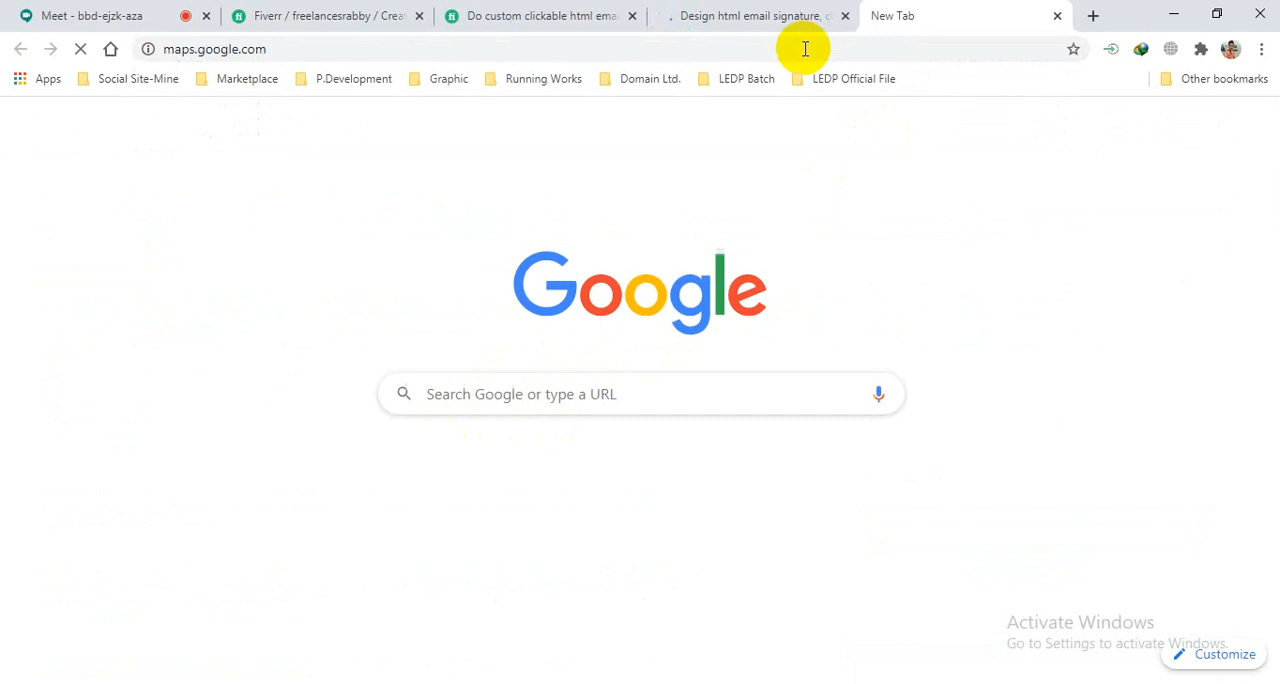 Meet - bbd-ejzk-aza
Fiverr / freelancesrabby / Crea
Do custom clickable html ema
Design html email signature, c
New Tab
maps.google.com
Apps
Social Site-Mine
Marketplace
P.Development
Graphic
Running Works
Domain Ltd.
LEDP Batch
LEDP Official File
Other bookmarks
Google
Search Google or type a URL
Activate Windows
Go to Settings to activate Windows.
Customize